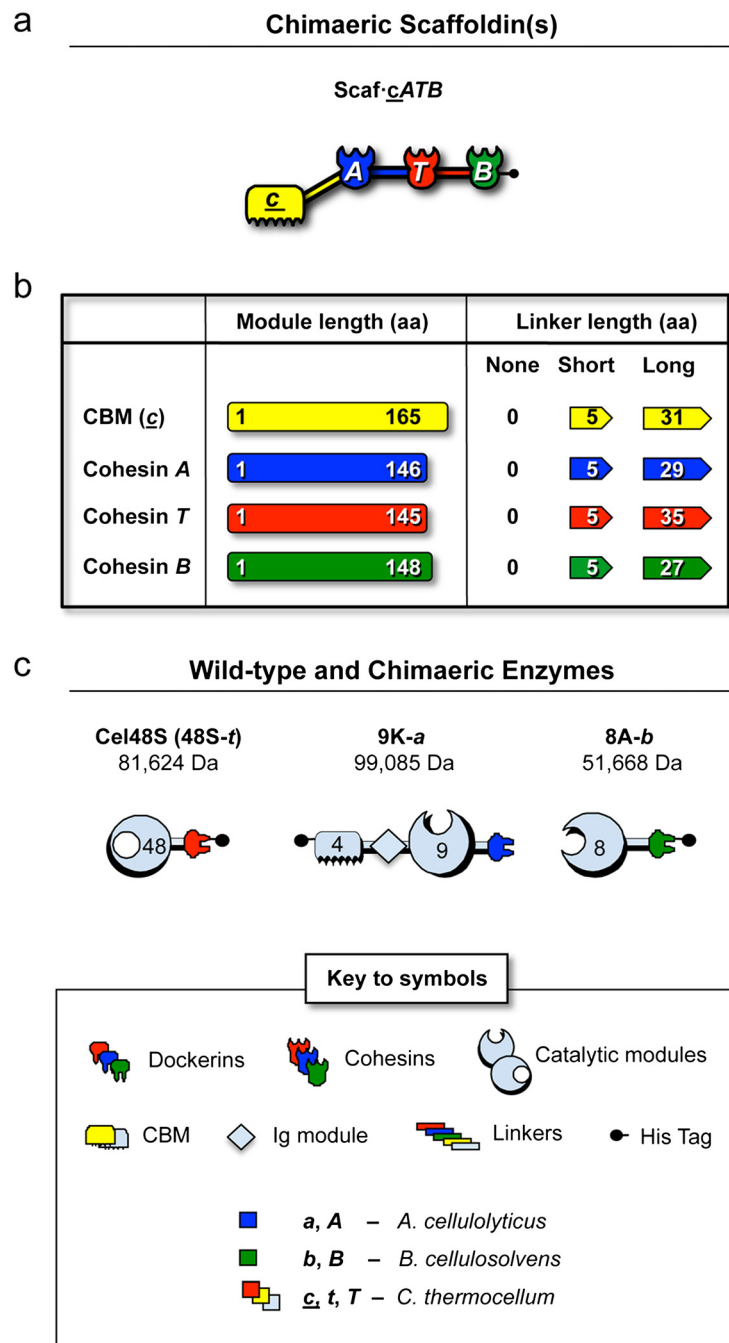 a
Chimaeric Scaffoldin(s)
Scaf·cATB
c A T B
b
Module length (aa) Linker length (aa)
None Short Long
CBM (c) 1 165 0 5 31
Cohesin A 1 146 0 5 29
Cohesin T 1 145 0 5 35
Cohesin B 1 148 0 5 27
c
Wild-type and Chimaeric Enzymes
Cel48S (48S-t) 9K-a 8A-b
81,624 Da 99,085 Da 51,668 Da
48 4 9 8
Key to symbols
Dockerins Cohesins Catalytic modules
CBM Ig module Linkers His Tag
a, A – A. cellulolyticus
b, B – B. cellulosolvens
c, t, T – C. thermocellum